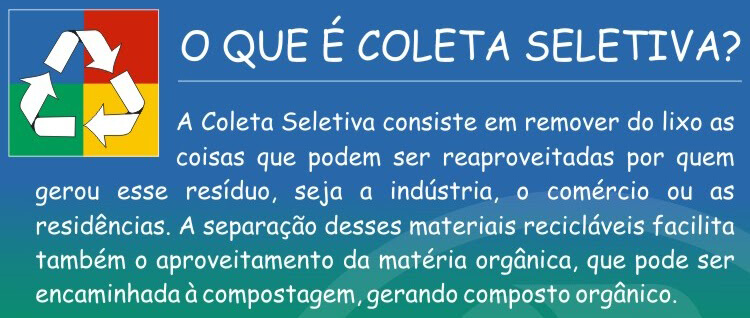 O QUE É COLETA SELETIVA?
A Coleta Seletiva consiste em remover do lixo as
coisas que podem ser reaproveitadas por quem
gerou esse resíduo, seja a indústria, o comércio ou as
residências. A separação desses materiais recicláveis facilita
também o aproveitamento da matéria orgânica, que pode ser
encaminhada à compostagem, gerando composto orgânico.